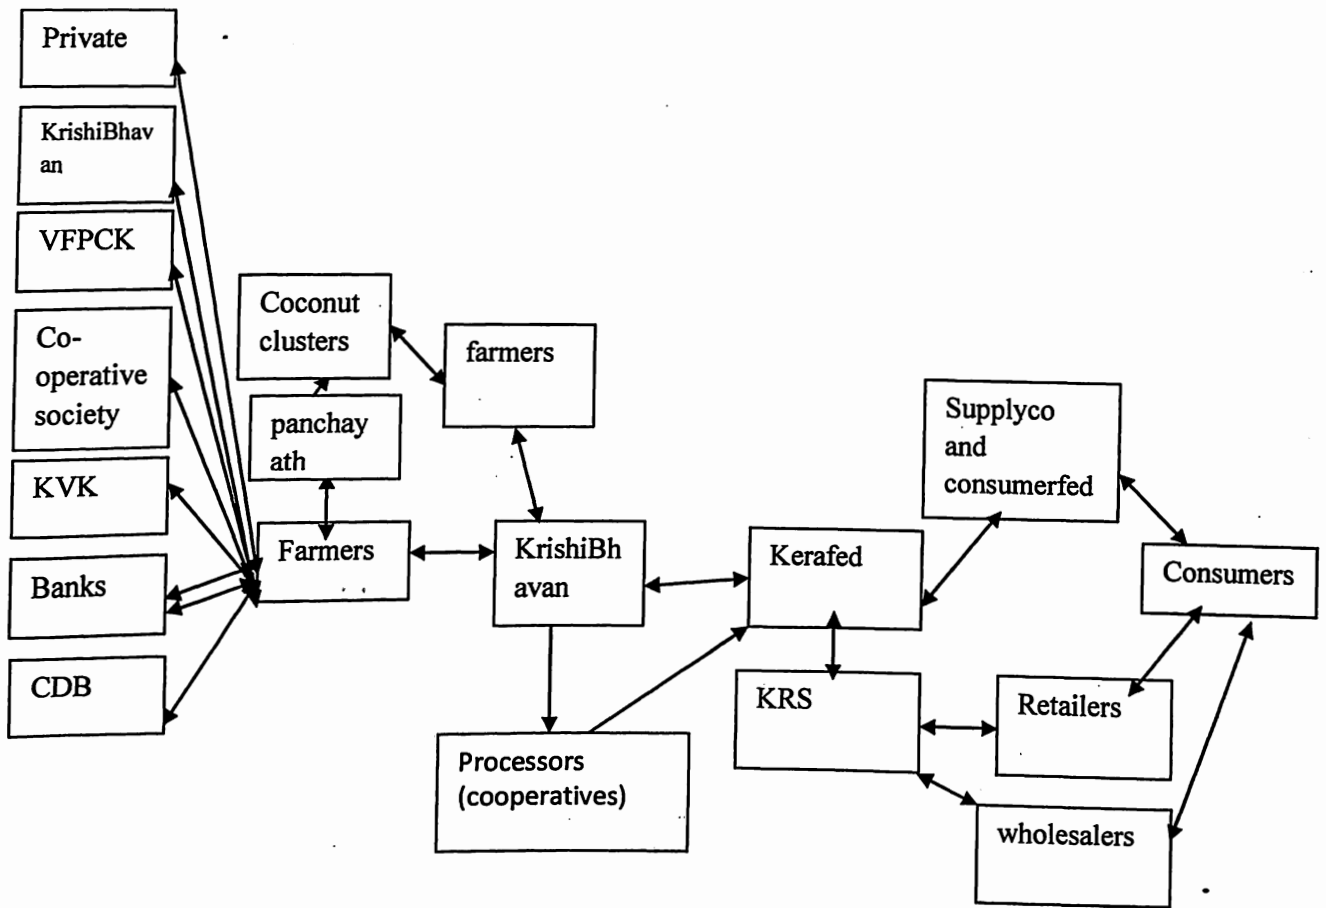 Private
KrishiBhav
an
VFPCK
Co-
operative
society
KVK
Banks
CDB
Coconut
clusters
panchay
ath
Farmers
farmers
KrishiBh
avan
Processors
(cooperatives)
Kerafed
KRS
Supplyco
and
consumerfed
Retailers
wholesalers
Consumers